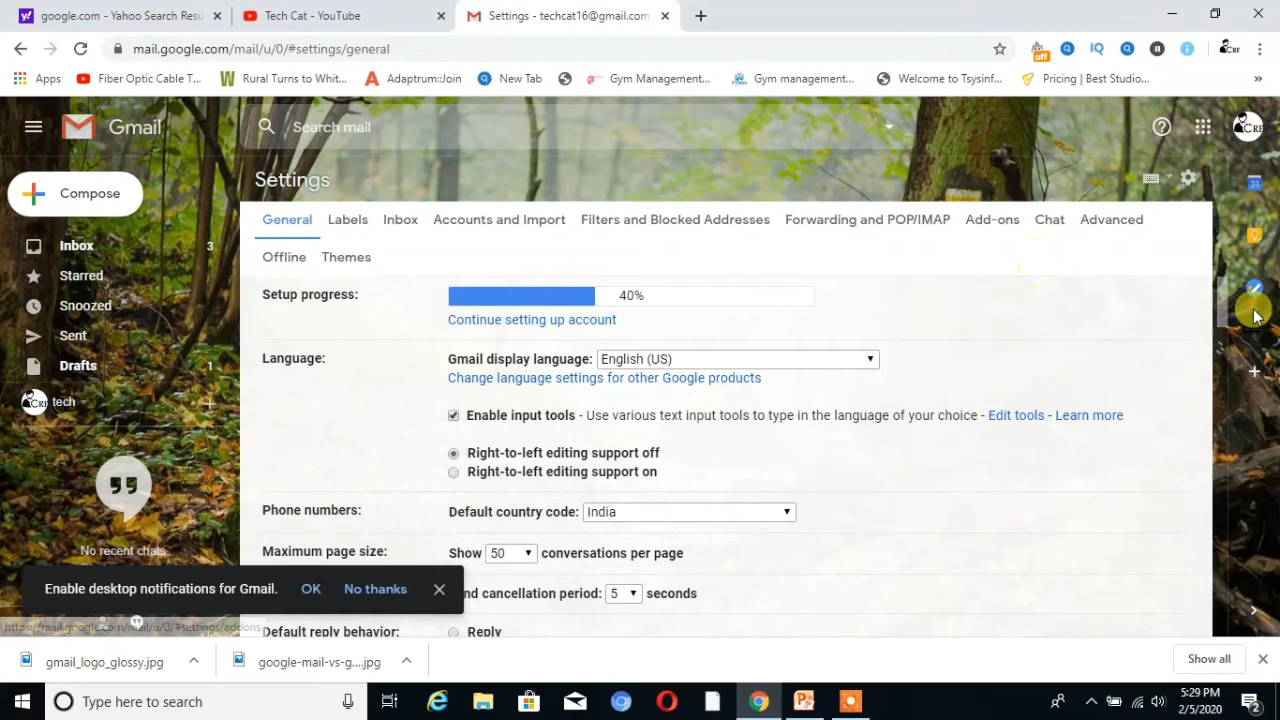 google.com - Yahoo Search Resu
Tech Cat - YouTube
Settings - techcat16@gmail.com
mail.google.com/mail/u/0/#settings/general
off
IQ
CRE
Apps
Fiber Optic Cable T...
Rural Turns to Whit...
Adaptrum::Join
New Tab
Gym Management...
Gym management...
Welcome to Tsysinf...
Pricing | Best Studio...
»
Gmail
Search mail
CRE
Compose
Settings
31
General
Labels
Inbox
Accounts and Import
Filters and Blocked Addresses
Forwarding and POP/IMAP
Add-ons
Chat
Advanced
Offline
Themes
Inbox 3
Starred
Snoozed
Sent
Drafts 1
CRE tech
No recent chats
Setup progress: 40%
Continue setting up account
Language: Gmail display language: English (US)
Change language settings for other Google products
Enable input tools - Use various text input tools to type in the language of your choice - Edit tools - Learn more
Right-to-left editing support off
Right-to-left editing support on
Phone numbers: Default country code: India
Maximum page size: Show 50 conversations per page
Enable desktop notifications for Gmail. OK No thanks
nd cancellation period: 5 seconds
https://mail.google.com/mail/u/0/#settings/addons
Default reply behavior: Reply
gmail_logo_glossy.jpg
google-mail-vs-g....jpg
Show all
Type here to search
5:29 PM
2/5/2020
2